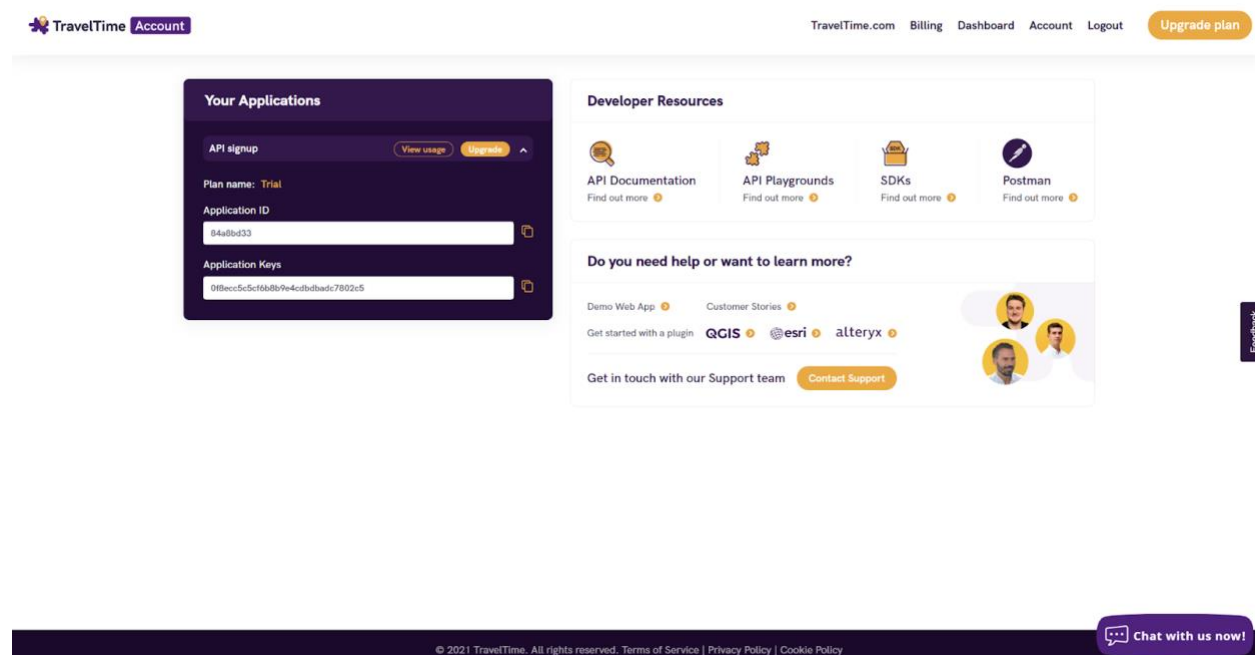 TravelTime Account
TravelTime.com Billing Dashboard Account Logout Upgrade plan
Your Applications
API signup View usage Upgrade
Plan name: Trial
Application ID
84a8bd33
Application Keys
0f8ecc5c5cf6b8b9e4cdbdbadc7802c5
Developer Resources
API Documentation
Find out more
API Playgrounds
Find out more
SDKs
Find out more
Postman
Find out more
Do you need help or want to learn more?
Demo Web App Customer Stories
Get started with a plugin QGIS esri alteryx
Get in touch with our Support team Contact Support
Feedback
Chat with us now!
© 2021 TravelTime. All rights reserved. Terms of Service | Privacy Policy | Cookie Policy